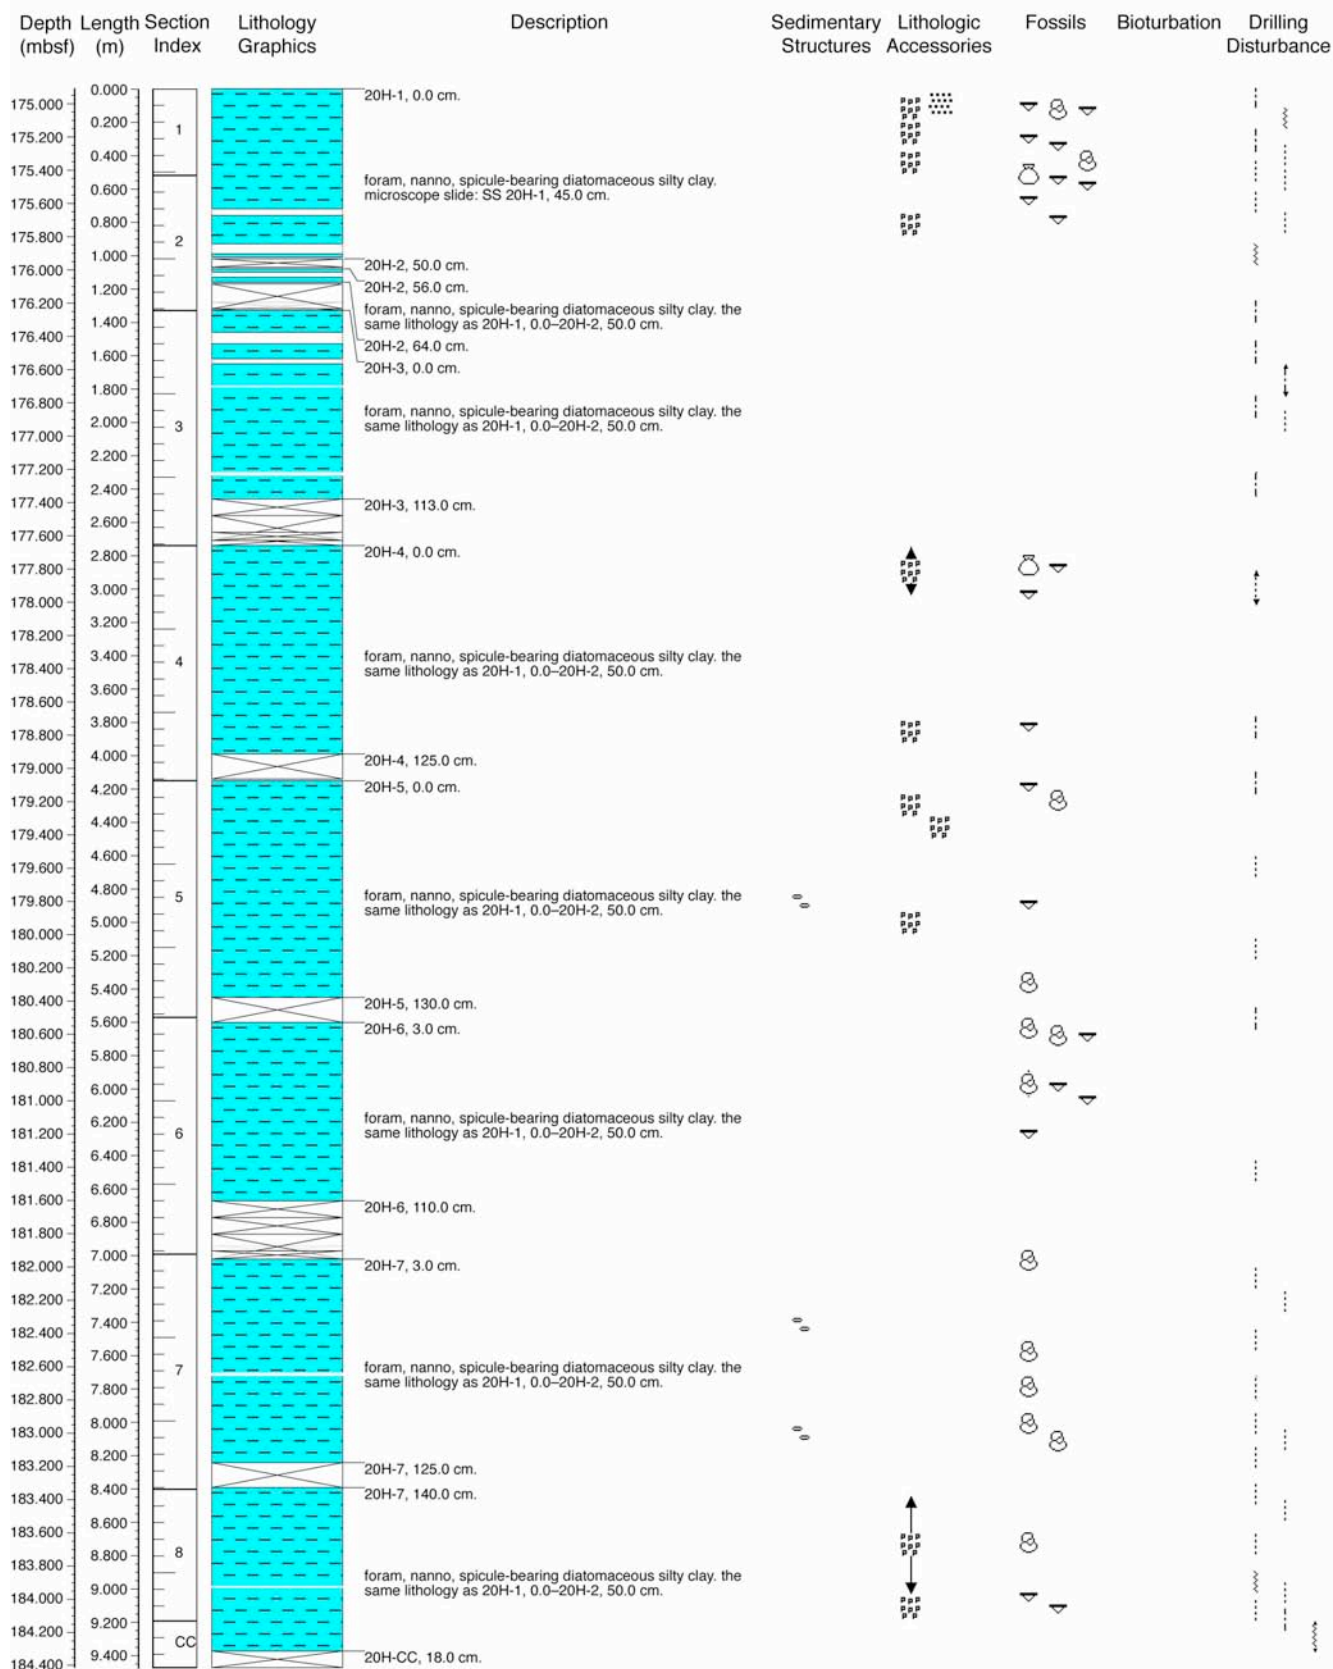 Depth Length Section Lithology Description Sedimentary Lithologic Fossils Bioturbation Drilling
(mbsf) (m) Index Graphics Structures Accessories Disturbance
0.000
20H-1, 0.0 cm.
175.000
0.200
1
175.200
0.400
175.400
foram, nanno, spicule-bearing diatomaceous silty clay.
0.600
microscope slide: SS 20H-1, 45.0 cm.
175.600
0.800
175.800
2
1.000
20H-2, 50.0 cm.
176.000
1.200
20H-2, 56.0 cm.
176.200
foram, nanno, spicule-bearing diatomaceous silty clay. the
1.400
same lithology as 20H-1, 0.0–20H-2, 50.0 cm.
176.400
20H-2, 64.0 cm.
1.600
176.600
20H-3, 0.0 cm.
1.800
176.800
foram, nanno, spicule-bearing diatomaceous silty clay. the
2.000
3
same lithology as 20H-1, 0.0–20H-2, 50.0 cm.
177.000
2.200
177.200
2.400
177.400
20H-3, 113.0 cm.
2.600
177.600
20H-4, 0.0 cm.
2.800
177.800
3.000
178.000
3.200
178.200
3.400
foram, nanno, spicule-bearing diatomaceous silty clay. the
4
178.400
same lithology as 20H-1, 0.0–20H-2, 50.0 cm.
3.600
178.600
3.800
178.800
4.000
20H-4, 125.0 cm.
179.000
4.200
20H-5, 0.0 cm.
179.200
4.400
179.400
4.600
179.600
4.800
foram, nanno, spicule-bearing diatomaceous silty clay. the
5
179.800
same lithology as 20H-1, 0.0–20H-2, 50.0 cm.
5.000
180.000
5.200
180.200
5.400
180.400
20H-5, 130.0 cm.
5.600
20H-6, 3.0 cm.
180.600
5.800
180.800
6.000
181.000
foram, nanno, spicule-bearing diatomaceous silty clay. the
6.200
6
same lithology as 20H-1, 0.0–20H-2, 50.0 cm.
181.200
6.400
181.400
6.600
181.600
20H-6, 110.0 cm.
6.800
181.800
7.000
182.000
20H-7, 3.0 cm.
7.200
182.200
7.400
182.400
7.600
182.600
foram, nanno, spicule-bearing diatomaceous silty clay. the
7
same lithology as 20H-1, 0.0–20H-2, 50.0 cm.
7.800
182.800
8.000
183.000
8.200
183.200
20H-7, 125.0 cm.
8.400
20H-7, 140.0 cm.
183.400
8.600
183.600
8
8.800
183.800
foram, nanno, spicule-bearing diatomaceous silty clay. the
9.000
same lithology as 20H-1, 0.0–20H-2, 50.0 cm.
184.000
9.200
184.200
CC
9.400
20H-CC, 18.0 cm.
184.400